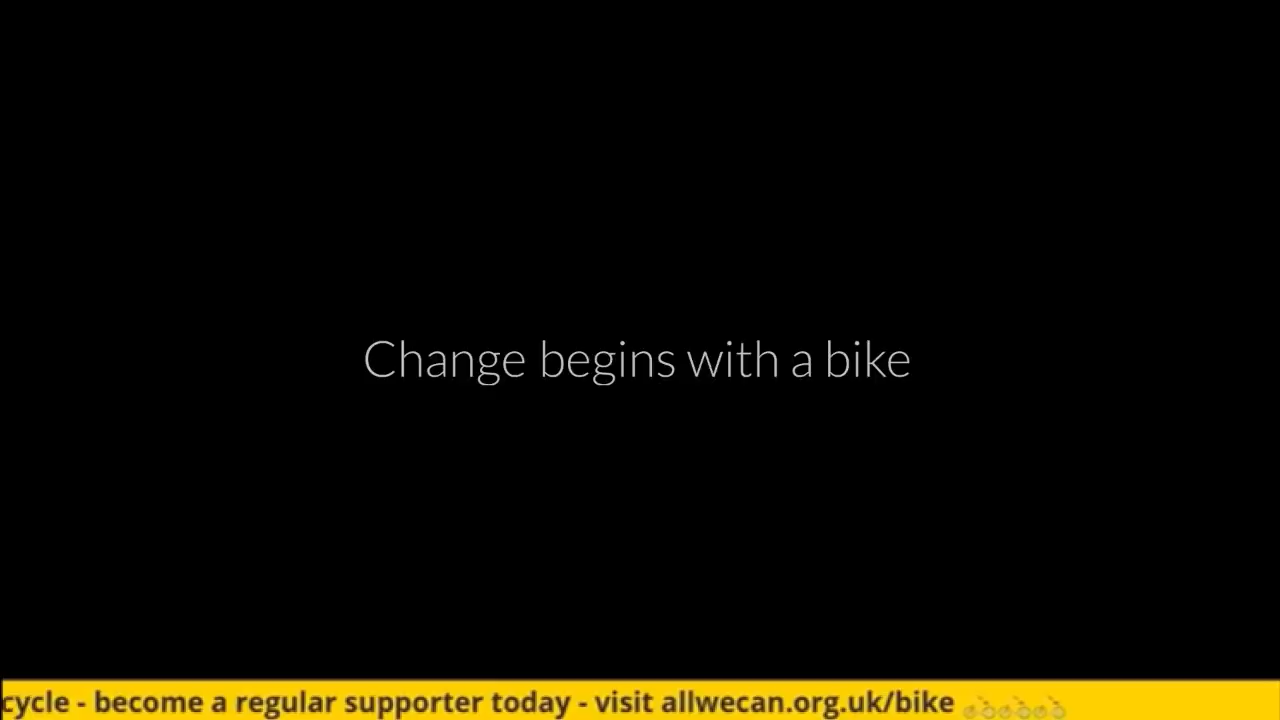 Change begins with a bike
cycle - become a regular supporter today - visit allwecan.org.uk/bike